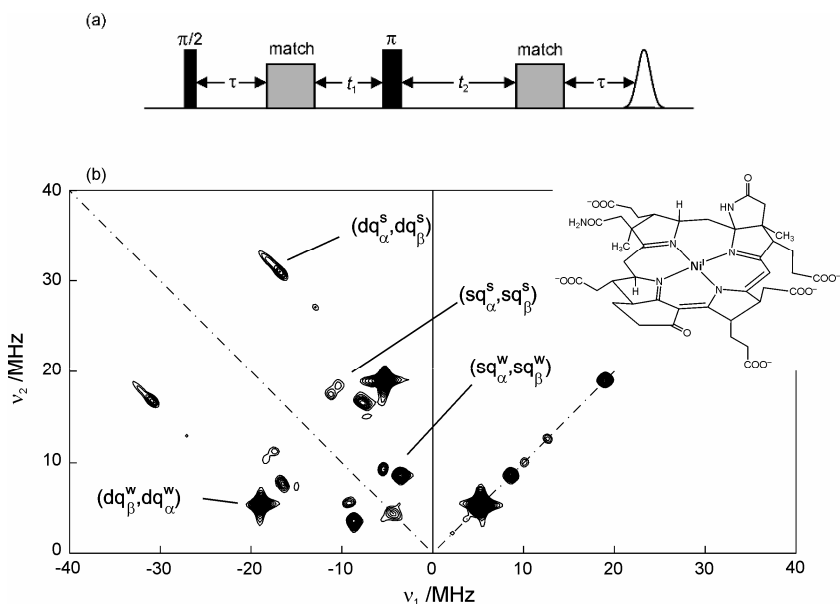 (a)
π/2 match π match
τ t₁ t₂ τ
(b)
40
30
20
10
0
-40 -30 -20 -10 0 10 20 30 40
ν₂ /MHz
ν₁ /MHz
(dqαˢ,dqβˢ)
(sqαˢ,sqβˢ)
(sqαʷ,sqβʷ)
(dqβʷ,dqαʷ)
O
⁻OOC
H
HN
H₂NOC
CH₃
H₃C
N
N
Niᴵ
COO⁻
⁻OOC
N
N
H
COO⁻
O
COO⁻